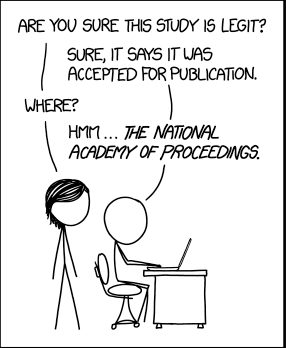 ARE YOU SURE THIS STUDY IS LEGIT?
SURE, IT SAYS IT WAS
ACCEPTED FOR PUBLICATION.
WHERE?
HMM... THE NATIONAL
ACADEMY OF PROCEEDINGS.